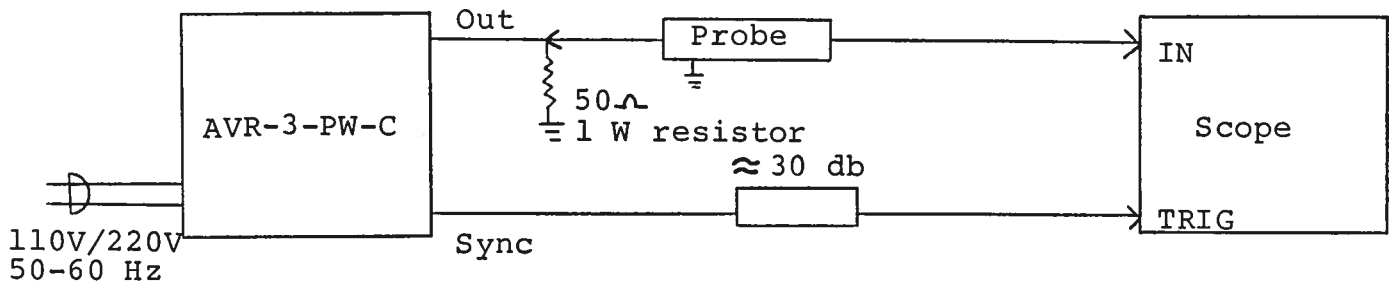 Out
Probe
IN
AVR-3-PW-C
50Ω
1 W resistor
Scope
≈ 30 db
TRIG
Sync
110V/220V
50-60 Hz